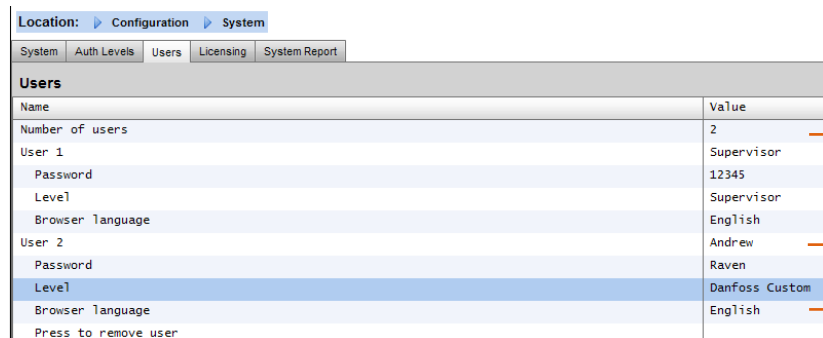 Location: Configuration System
System Auth Levels Users Licensing System Report
Users
Name Value
Number of users 2
User 1 Supervisor
Password 12345
Level Supervisor
Browser language English
User 2 Andrew
Password Raven
Level Danfoss Custom
Browser language English
Press to remove user